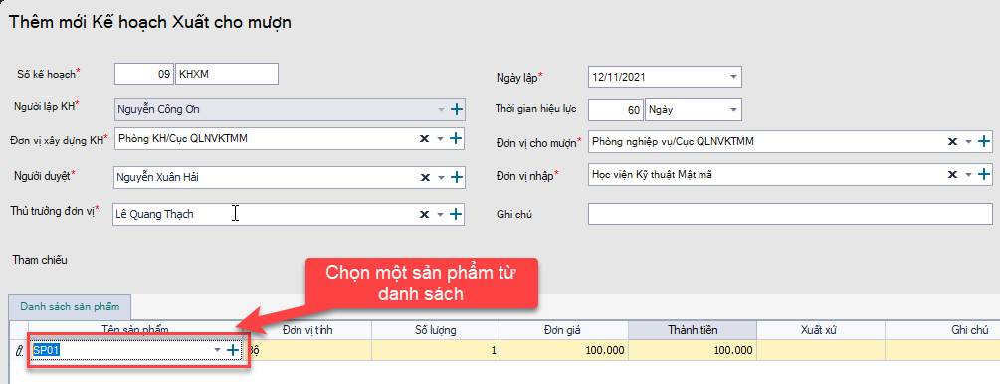 Thêm mới Kế hoạch Xuất cho mượn
Số kế hoạch* 09 KHXM
Ngày lập* 12/11/2021
Người lập KH* Nguyễn Công Ơn
Thời gian hiệu lực 60 Ngày
Đơn vị xây dựng KH* Phòng KH/Cục QLNVKTMM
Đơn vị cho mượn* Phòng nghiệp vụ/Cục QLNVKTMM
Người duyệt* Nguyễn Xuân Hải
Đơn vị nhập* Học viện Kỹ thuật Mật mã
Thủ trưởng đơn vị* Lê Quang Thạch
Ghi chú
Tham chiếu
Chọn một sản phẩm từ
danh sách
Danh sách sản phẩm
Tên sản phẩm Đơn vị tính Số lượng Đơn giá Thành tiền Xuất xứ Ghi chú
SP01 Bộ 1 100.000 100.000